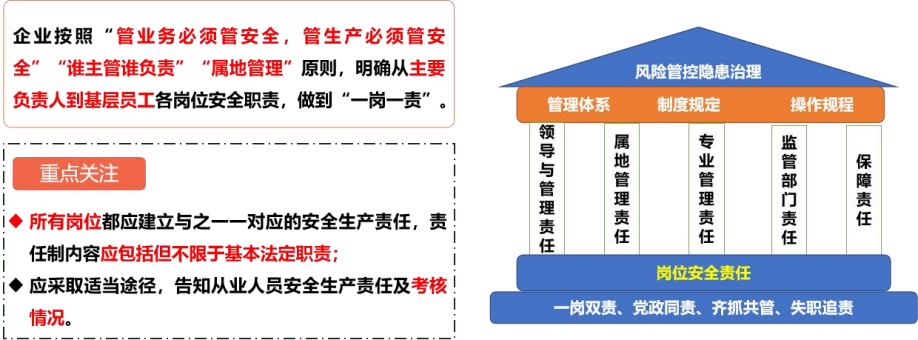 企业按照“管业务必须管安全，管生产必须管安
全”“谁主管谁负责”“属地管理”原则，明确从主要
负责人到基层员工各岗位安全职责，做到“一岗一责”。
重点关注
◆ 所有岗位都应建立与之一一对应的安全生产责任，责
任制内容应包括但不限于基本法定职责；
◆ 应采取适当途径，告知从业人员安全生产责任及考核
情况。
风险管控隐患治理
管理体系 制度规定 操作规程
领导与管理责任
属地管理责任
专业管理责任
监管部门责任
保障责任
岗位安全责任
一岗双责、党政同责、齐抓共管、失职追责